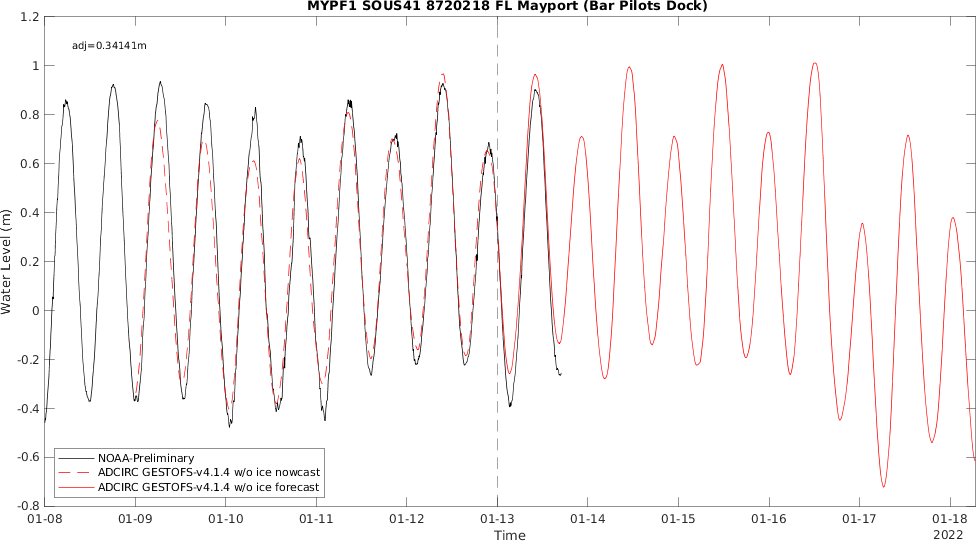 MYPF1 SOUS41 8720218 FL Mayport (Bar Pilots Dock)
1.2
adj=0.34141m
1
0.8
0.6
0.4
0.2
0
-0.2
-0.4
-0.6
-0.8
Water Level (m)
NOAA-Preliminary
ADCIRC GESTOFS-v4.1.4 w/o ice nowcast
ADCIRC GESTOFS-v4.1.4 w/o ice forecast
01-08 01-09 01-10 01-11 01-12 01-13 01-14 01-15 01-16 01-17 01-18
Time 2022